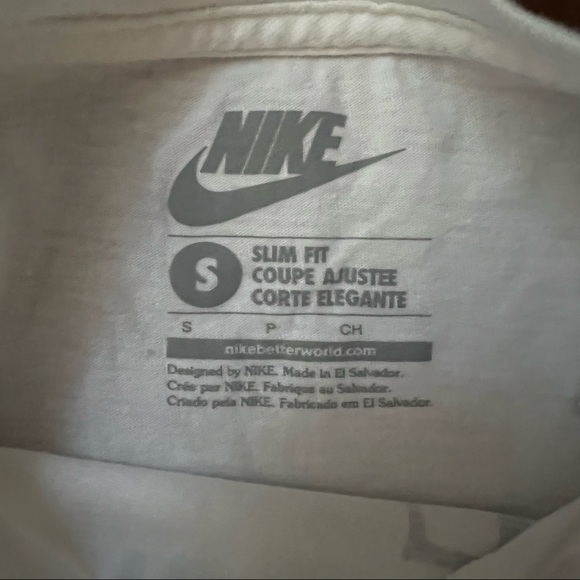 NIKE
S
SLIM FIT
COUPE AJUSTEE
CORTE ELEGANTE
S P CH
nikebetterworld.com
Designed by NIKE. Made in El Salvador.
Crée par NIKE. Fabrique au Salvador.
Criado pela NIKE. Fabricado em El Salvador.